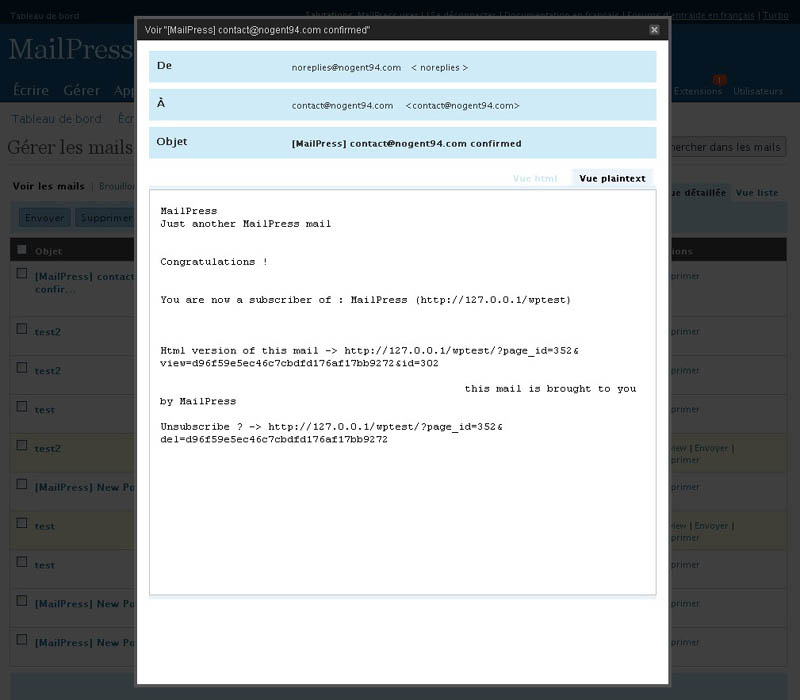 Tableau de bord
Salutations, MailPress user | Se déconnecter | Documentation en français | Forums d'entraide en français | Turbo
MailPress
Écrire Gérer App
Extensions 1 Utilisateurs
Tableau de bord Écr
Gérer les mails
hercher dans les mails
Voir les mails | Brouillon
ue détaillée Vue liste
Envoyer Supprimer
Objet
ions
[MailPress] contac
confir...
primer
test2
primer
test2
primer
test
primer
test2
iew | Envoyer |
primer
[MailPress] New Po
primer
test
iew | Envoyer |
primer
test
primer
[MailPress] New Po
primer
[MailPress] New Po
primer
Voir "[MailPress] contact@nogent94.com confirmed"
De noreplies@nogent94.com < noreplies >
À contact@nogent94.com <contact@nogent94.com>
Objet [MailPress] contact@nogent94.com confirmed
Vue html Vue plaintext
MailPress
Just another MailPress mail
Congratulations !
You are now a subscriber of : MailPress (http://127.0.0.1/wptest)
Html version of this mail -> http://127.0.0.1/wptest/?page_id=352&
view=d96f59e5ec46c7cbdfd176af17bb9272&id=302
this mail is brought to you
by MailPress
Unsubscribe ? -> http://127.0.0.1/wptest/?page_id=352&
del=d96f59e5ec46c7cbdfd176af17bb9272